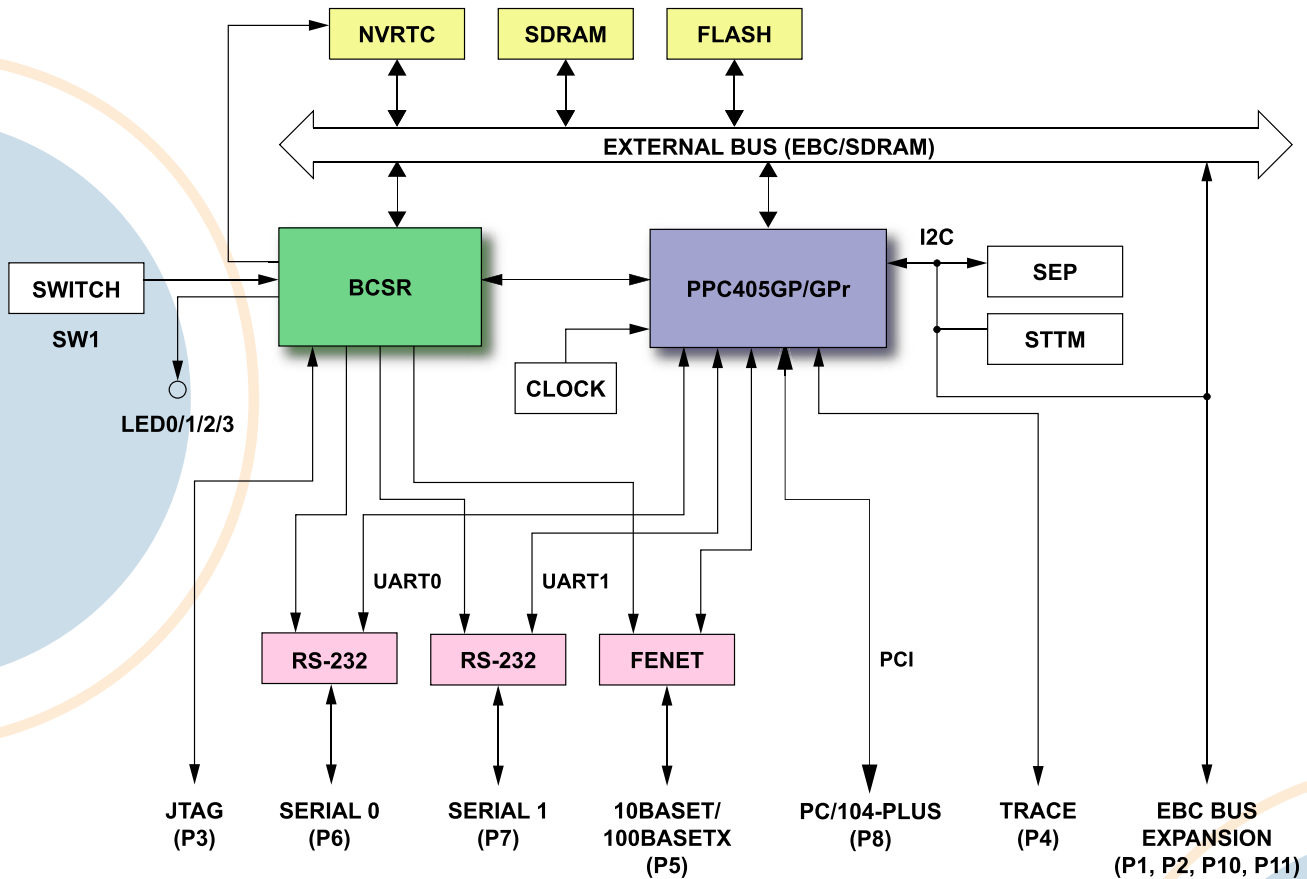 NVRTC
SDRAM
FLASH
EXTERNAL BUS (EBC/SDRAM)
I2C
SWITCH
SW1
BCSR
PPC405GP/GPr
SEP
STTM
CLOCK
LED0/1/2/3
UART0
UART1
RS-232
RS-232
FENET
PCI
JTAG
(P3)
SERIAL 0
(P6)
SERIAL 1
(P7)
10BASET/
100BASETX
(P5)
PC/104-PLUS
(P8)
TRACE
(P4)
EBC BUS
EXPANSION
(P1, P2, P10, P11)